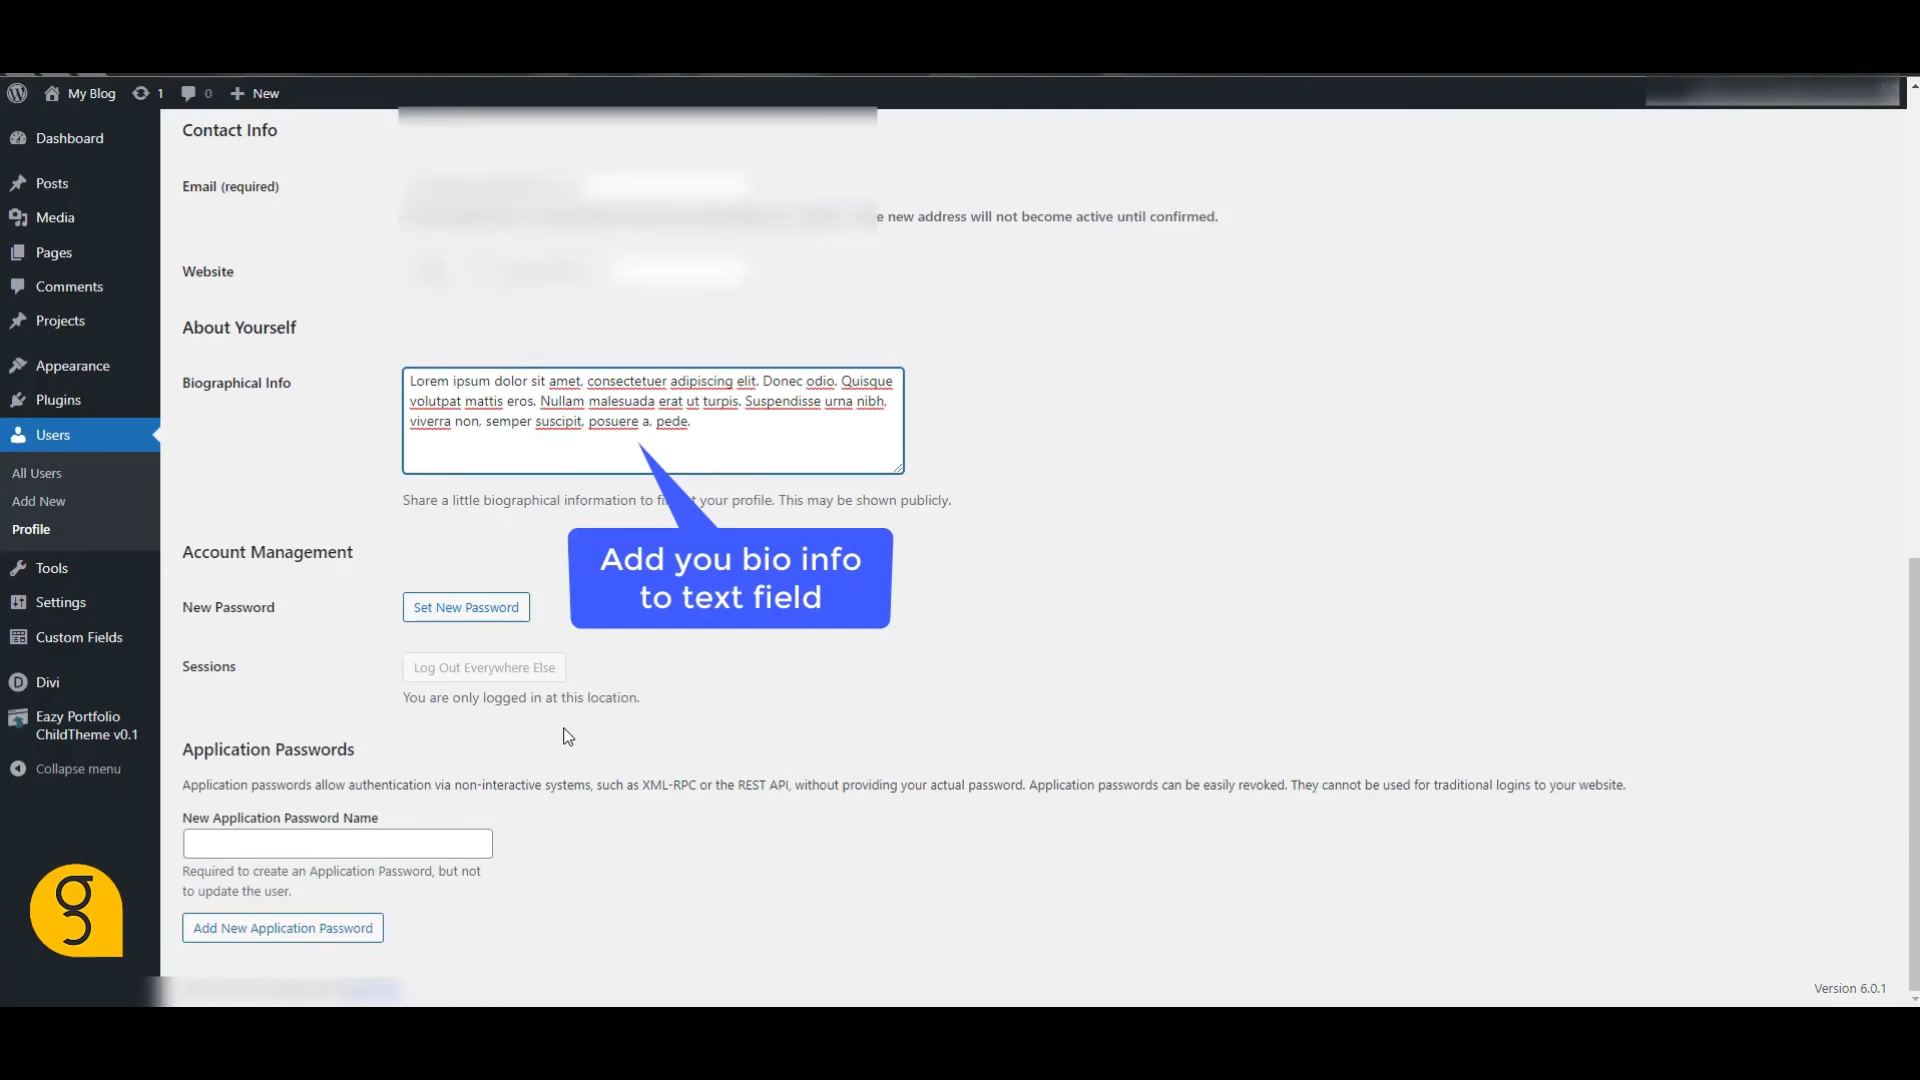 My Blog
1
0
New
Dashboard
Posts
Media
Pages
Comments
Projects
Appearance
Plugins
Users
All Users
Add New
Profile
Tools
Settings
Custom Fields
Divi
Eazy Portfolio
ChildTheme v0.1
Collapse menu
Contact Info
Email (required)
new address will not become active until confirmed.
Website
About Yourself
Biographical Info
Lorem ipsum dolor sit amet, consectetuer adipiscing elit. Donec odio. Quisque
volutpat mattis eros. Nullam malesuada erat ut turpis. Suspendisse urna nibh,
viverra non, semper suscipit, posuere a, pede.
Share a little biographical information to your profile. This may be shown publicly.
Add you bio info
to text field
Account Management
New Password
Set New Password
Sessions
Log Out Everywhere Else
You are only logged in at this location.
Application Passwords
Application passwords allow authentication via non-interactive systems, such as XML-RPC or the REST API, without providing your actual password. Application passwords can be easily revoked. They cannot be used for traditional logins to your website.
New Application Password Name
Required to create an Application Password, but not
to update the user.
Add New Application Password
Version 6.0.1
g